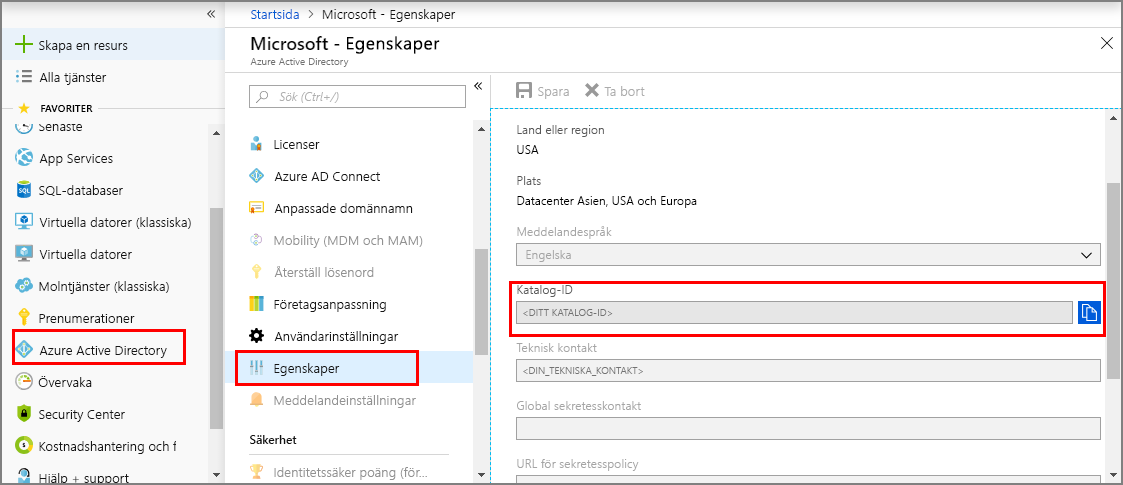 «
Skapa en resurs
Alla tjänster
FAVORITER
Senaste
App Services
SQL
SQL-databaser
Virtuella datorer (klassiska)
Virtuella datorer
Molntjänster (klassiska)
Prenumerationer
Azure Active Directory
Övervaka
Security Center
Kostnadshantering och f
Hjälp + support
Startsida > Microsoft - Egenskaper
Microsoft - Egenskaper
Azure Active Directory
Sök (Ctrl+/)
«
Licenser
Azure AD Connect
Anpassade domännamn
Mobility (MDM och MAM)
Återställ lösenord
Företagsanpassning
Användarinställningar
Egenskaper
Meddelandeinställningar
Säkerhet
Identitetssäker poäng (för...
Spara
Ta bort
Land eller region
USA
Plats
Datacenter Asien, USA och Europa
Meddelandespråk
Engelska
Katalog-ID
<DITT KATALOG-ID>
Teknisk kontakt
<DIN_TEKNISKA_KONTAKT>
Global sekretesskontakt
URL för sekretesspolicy